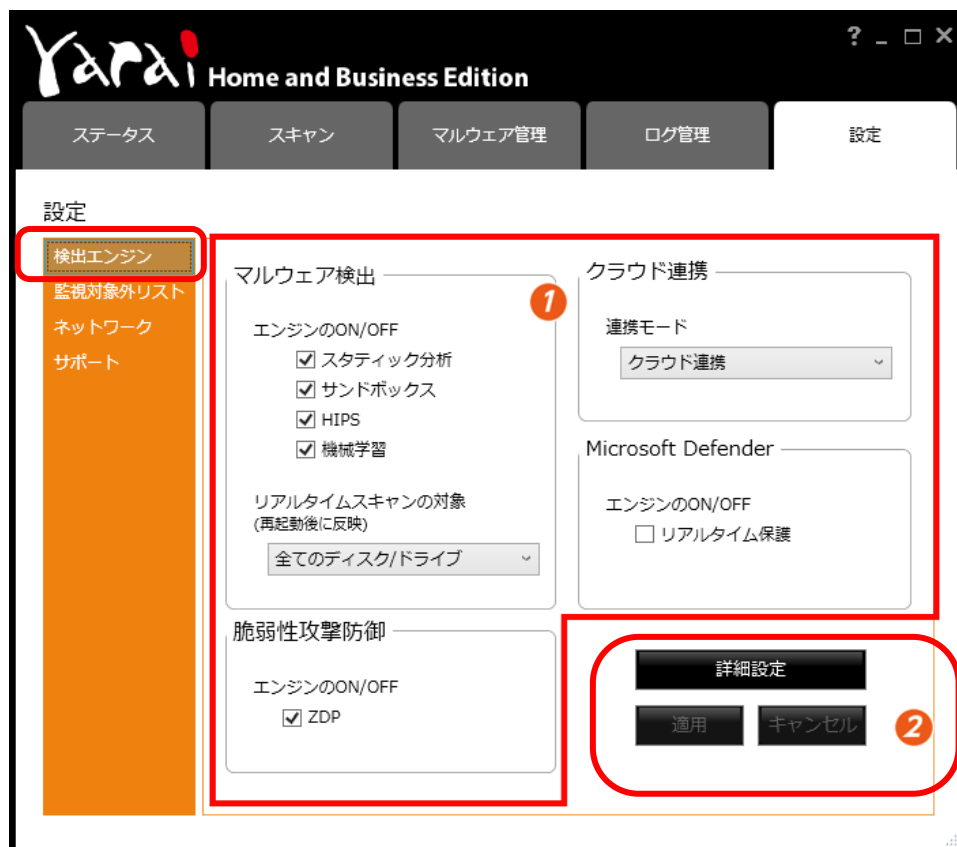 Yarai Home and Business Edition
? _ □ ×
ステータス スキャン マルウェア管理 ログ管理 設定
設定
検出エンジン
監視対象外リスト
ネットワーク
サポート
マルウェア検出
1
エンジンのON/OFF
スタティック分析
サンドボックス
HIPS
機械学習
リアルタイムスキャンの対象
(再起動後に反映)
全てのディスク/ドライブ
脆弱性攻撃防御
エンジンのON/OFF
ZDP
クラウド連携
連携モード
クラウド連携
Microsoft Defender
エンジンのON/OFF
リアルタイム保護
詳細設定
適用 キャンセル
2